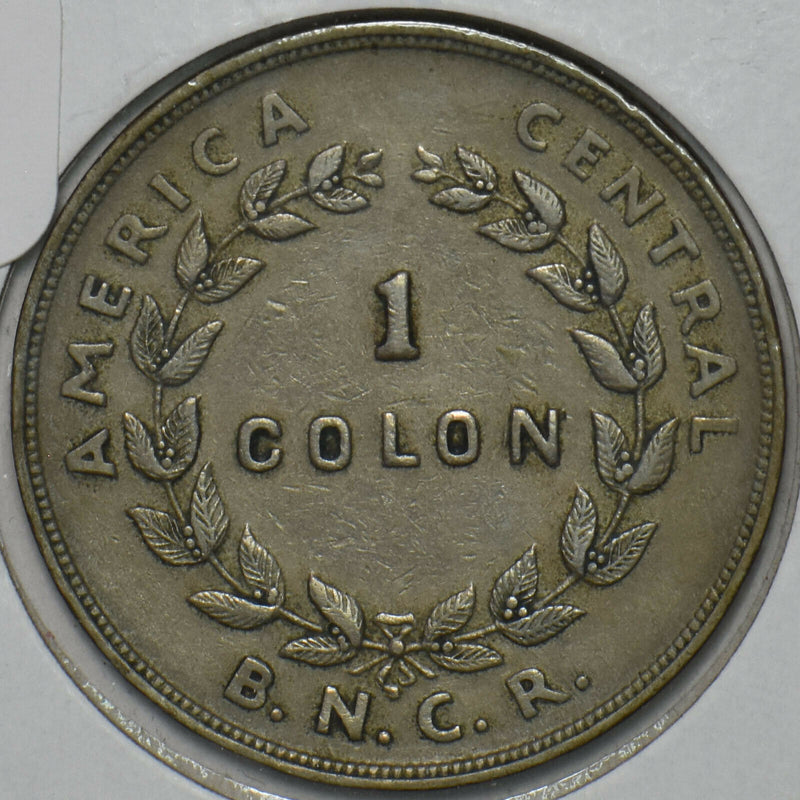 AMERICA CENTRAL
1
COLON
B. N. C. R.